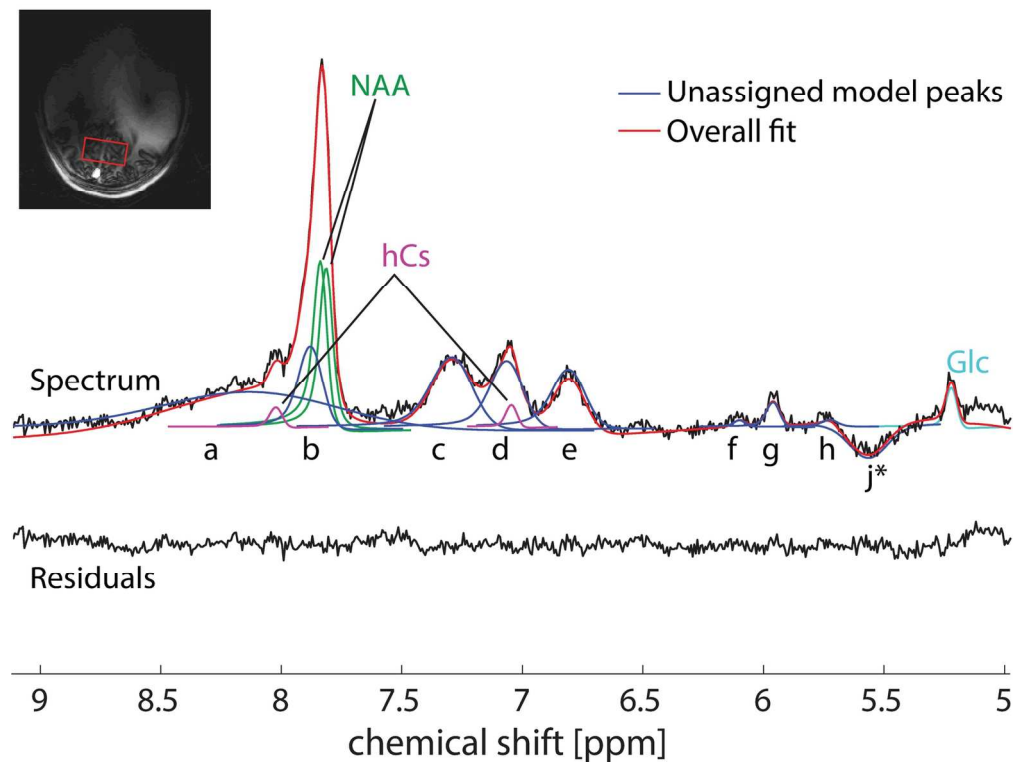 NAA
Unassigned model peaks
Overall fit
hCs
Glc
Spectrum
a b c d e f g h
j*
Residuals
9 8.5 8 7.5 7 6.5 6 5.5 5
chemical shift [ppm]